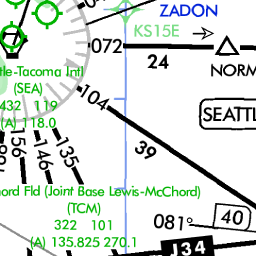 ZADON
KS15E
072
24
NORM
tle-Tacoma Intl
(SEA)
432 119
(A) 118.0
104
SEATTL
39
135
146
156
ord Fld (Joint Base Lewis-McChord)
(TCM)
322 101
(A) 135.825 270.1
081°
40
J34